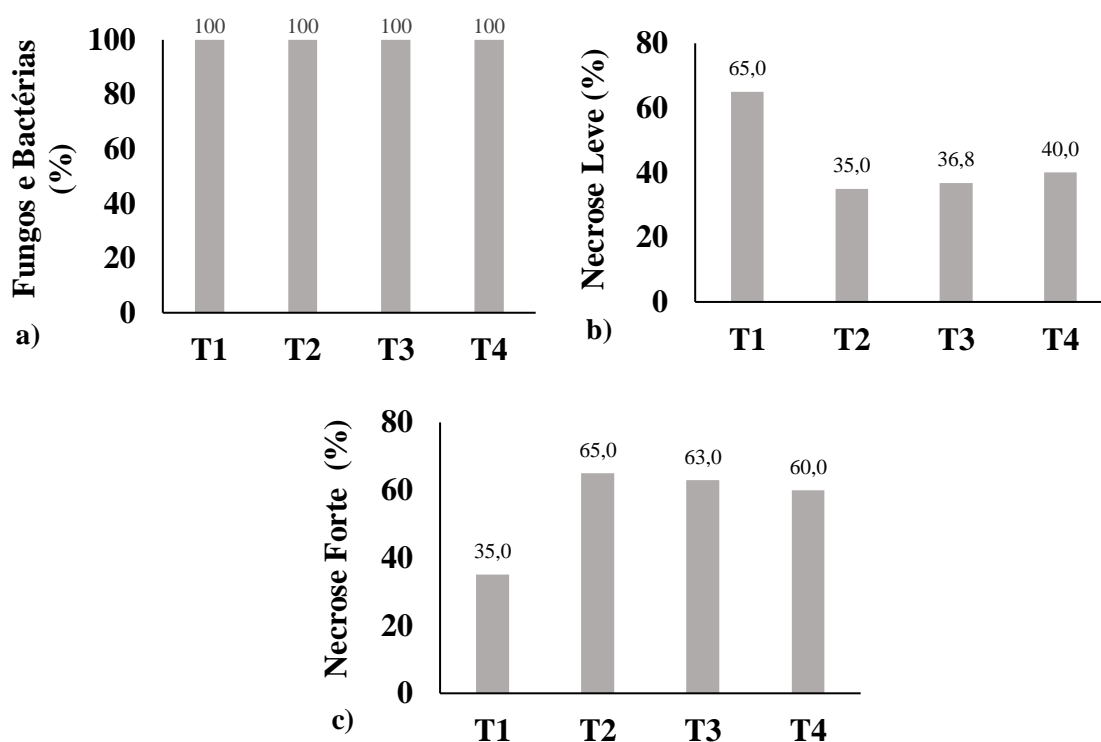 Fungos e Bactérias
(%)
100
80
60
40
20
0
100 100 100 100
T1 T2 T3 T4
a)
Necrose Leve (%)
80
60
40
20
0
65,0
35,0
36,8
40,0
T1 T2 T3 T4
b)
Necrose Forte (%)
80
60
40
20
0
35,0
65,0
63,0
60,0
T1 T2 T3 T4
c)